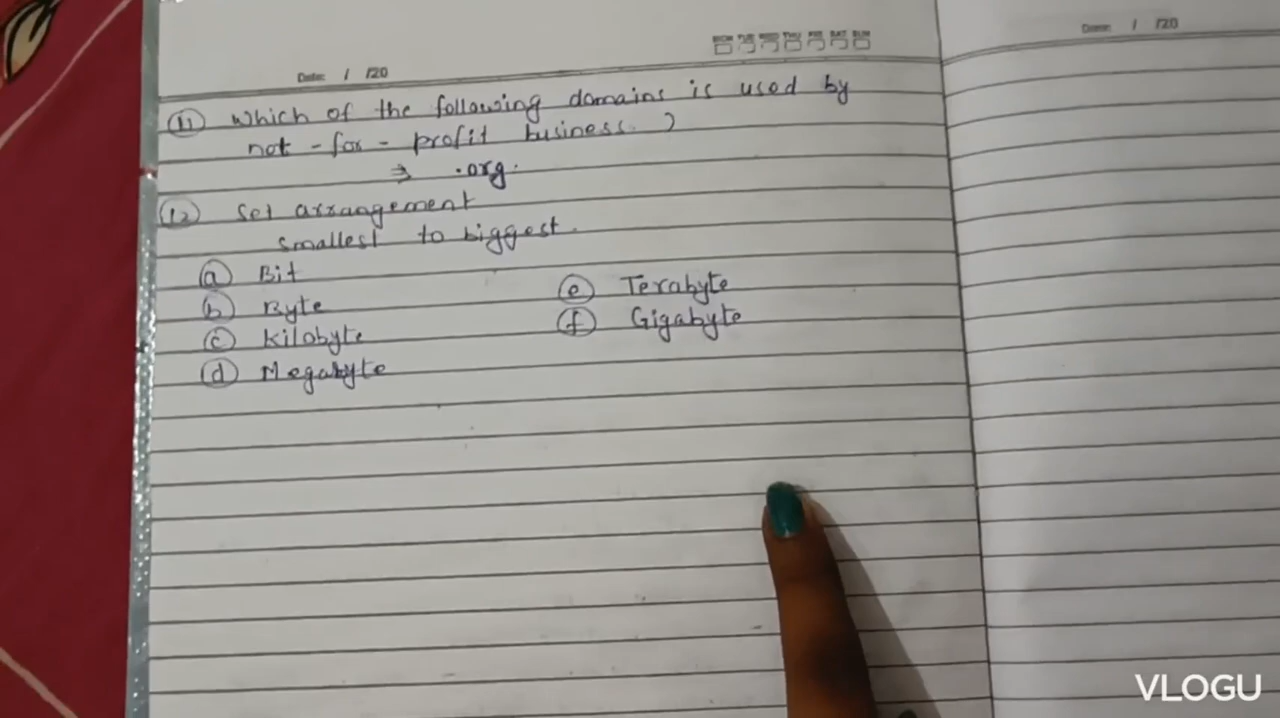 MON TUE WED THU FRI SAT SUN
Date: / /20
Date: / /20
(11) Which of the following domains is used by
not - for - profit business. ?
⇒ .org.
(12) Set arrangement
smallest to biggest.
(a) Bit
(b) Byte
(c) Kilobyte
(d) Megabyte
(e) Terabyte
(f) Gigabyte
VLOGU